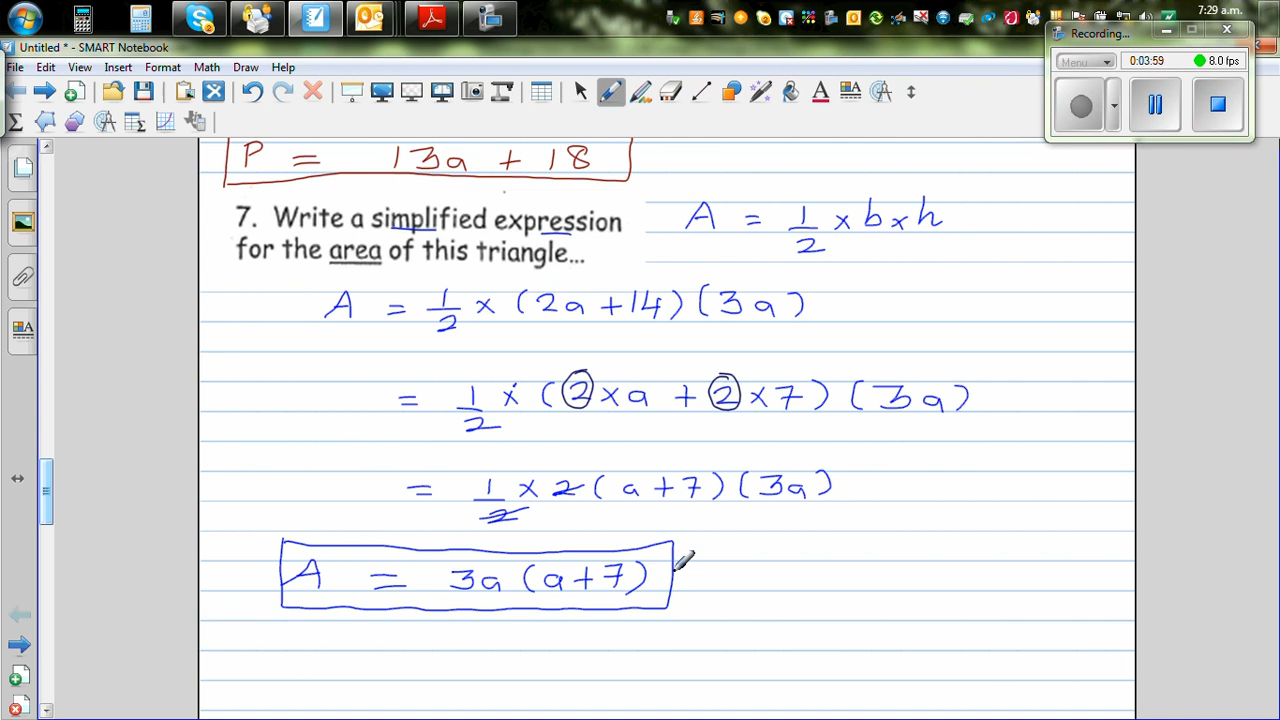 7:29 a.m.
Untitled * - SMART Notebook
Recording...
File Edit View Insert Format Math Draw Help
Menu 0:03:59 8.0 fps
P = 13a + 18
7. Write a simplified expression
for the area of this triangle...
A = 1/2 × b × h
A = 1/2 × (2a + 14) (3a)
= 1/2 × (2 × a + 2 × 7) (3a)
= 1/2 × 2 (a + 7) (3a)
A = 3a (a + 7)